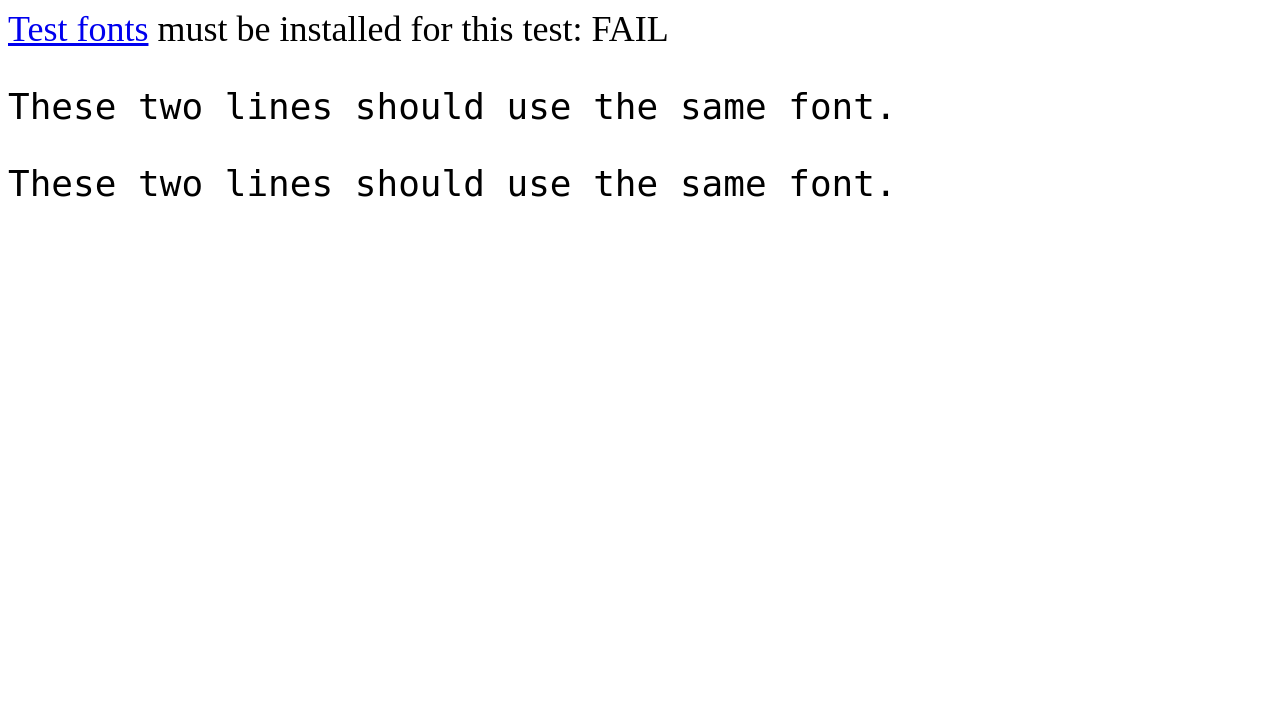 Test fonts must be installed for this test: FAIL
These two lines should use the same font.
These two lines should use the same font.